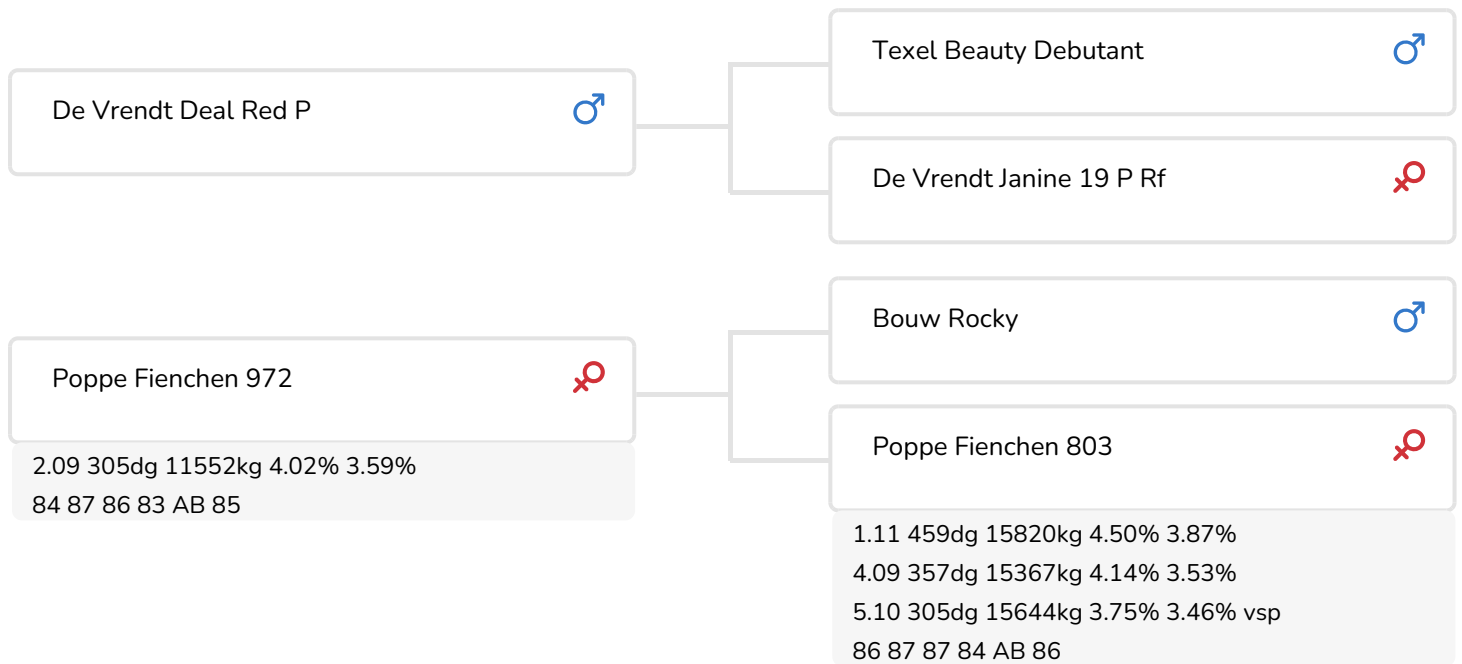 De Vrendt Deal Red P
Texel Beauty Debutant
De Vrendt Janine 19 P Rf
Poppe Fienchen 972
2.09 305dg 11552kg 4.02% 3.59%
84 87 86 83 AB 85
Bouw Rocky
Poppe Fienchen 803
1.11 459dg 15820kg 4.50% 3.87%
4.09 357dg 15367kg 4.14% 3.53%
5.10 305dg 15644kg 3.75% 3.46% vsp
86 87 87 84 AB 86